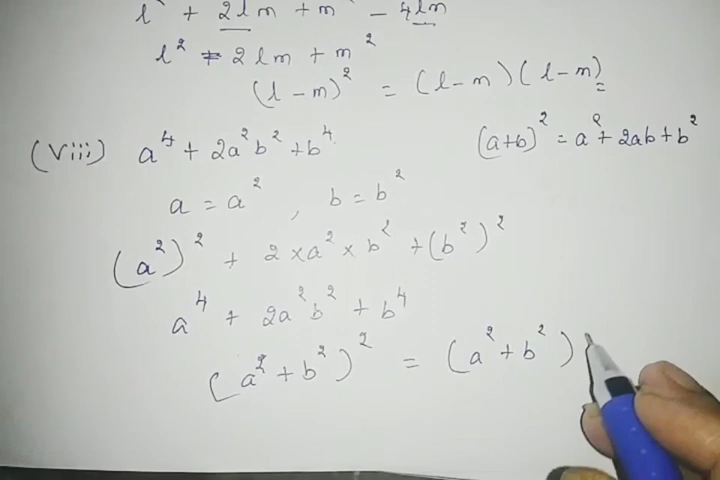 l² + 2lm + m² - 4lm
l² - 2lm + m²
(l - m)² = (l - m)(l - m)
(viii) a⁴ + 2a²b² + b⁴ (a+b)² = a² + 2ab + b²
a = a² , b = b²
(a²)² + 2 × a² × b² + (b²)²
a⁴ + 2a²b² + b⁴
(a² + b²)² = (a² + b²)